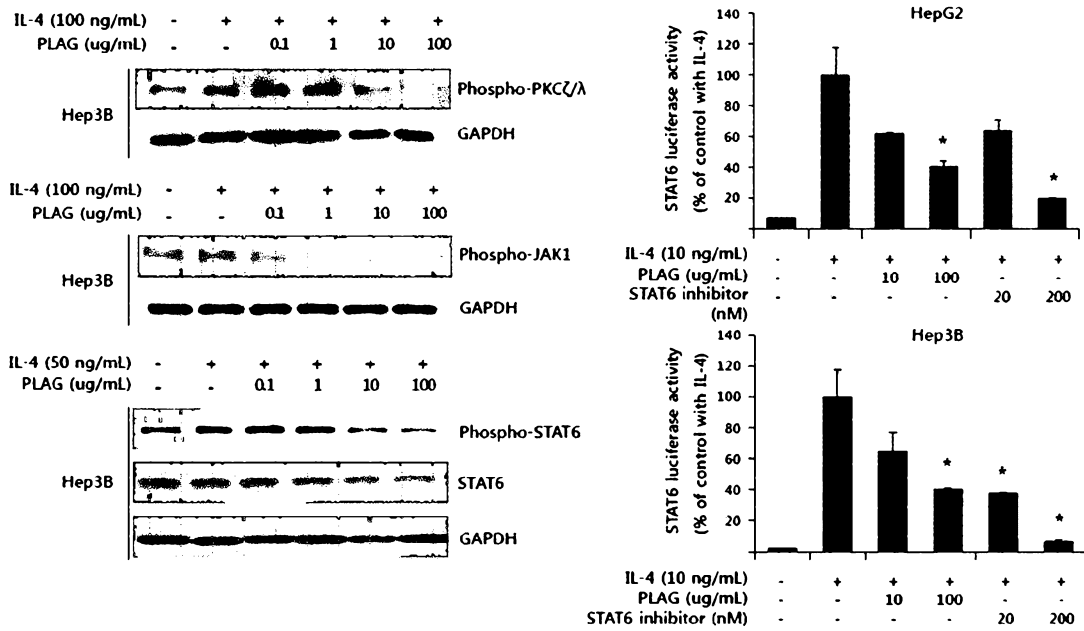 IL-4 (100 ng/mL) - + + + + +
PLAG (ug/mL) - - 0.1 1 10 100
Hep3B
Phospho-PKCζ/λ
GAPDH
IL-4 (100 ng/mL) - + + + + +
PLAG (ug/mL) - - 0.1 1 10 100
Hep3B
Phospho-JAK1
GAPDH
IL-4 (50 ng/mL) - + + + + +
PLAG (ug/mL) - - 0.1 1 10 100
Hep3B
Phospho-STAT6
STAT6
GAPDH
HepG2
STAT6 luciferase activity
(% of control with IL-4)
140
120
100
80
60
40
20
* *
IL-4 (10 ng/mL) - + + + + +
PLAG (ug/mL) - - 10 100 - -
STAT6 inhibitor - - - - 20 200
(nM)
Hep3B
STAT6 luciferase activity
(% of control with IL-4)
140
120
100
80
60
40
20
* * *
IL-4 (10 ng/mL) - + + + + +
PLAG (ug/mL) - - 10 100 - -
STAT6 inhibitor (nM) - - - - 20 200